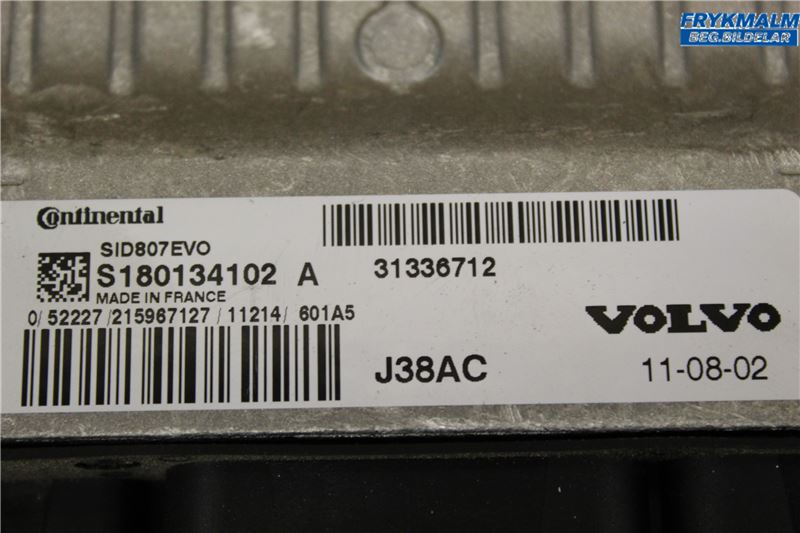 FRYKMALM
BEG.BILDELAR
Continental
SID807EVO
S180134102 A
MADE IN FRANCE
0/52227/215967127/11214/601A5
31336712
VOLVO
J38AC
11-08-02